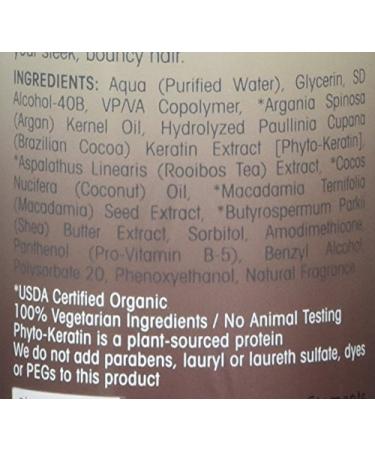 your sleek, bouncy hair.
INGREDIENTS: Aqua (Purified Water), Glycerin, SD
Alcohol-40B, VP/VA Copolymer, *Argania Spinosa
(Argan) Kernel Oil, Hydrolyzed Paullinia Cupana
(Brazilian Cocoa) Keratin Extract [Phyto-Keratin],
*Aspalathus Linearis (Rooibos Tea) Extract, *Cocos
Nucifera (Coconut) Oil, *Macadamia Ternifolia
(Macadamia) Seed Extract, *Butyrospermum Parkii
(Shea) Butter Extract, Sorbitol, Amodimethicone,
Panthenol (Pro-Vitamin B-5), Benzyl Alcohol,
Polysorbate 20, Phenoxyethanol, Natural Fragrance
*USDA Certified Organic
100% Vegetarian Ingredients / No Animal Testing
Phyto-Keratin is a plant-sourced protein
We do not add parabens, lauryl or laureth sulfate, dyes
or PEGs to this product